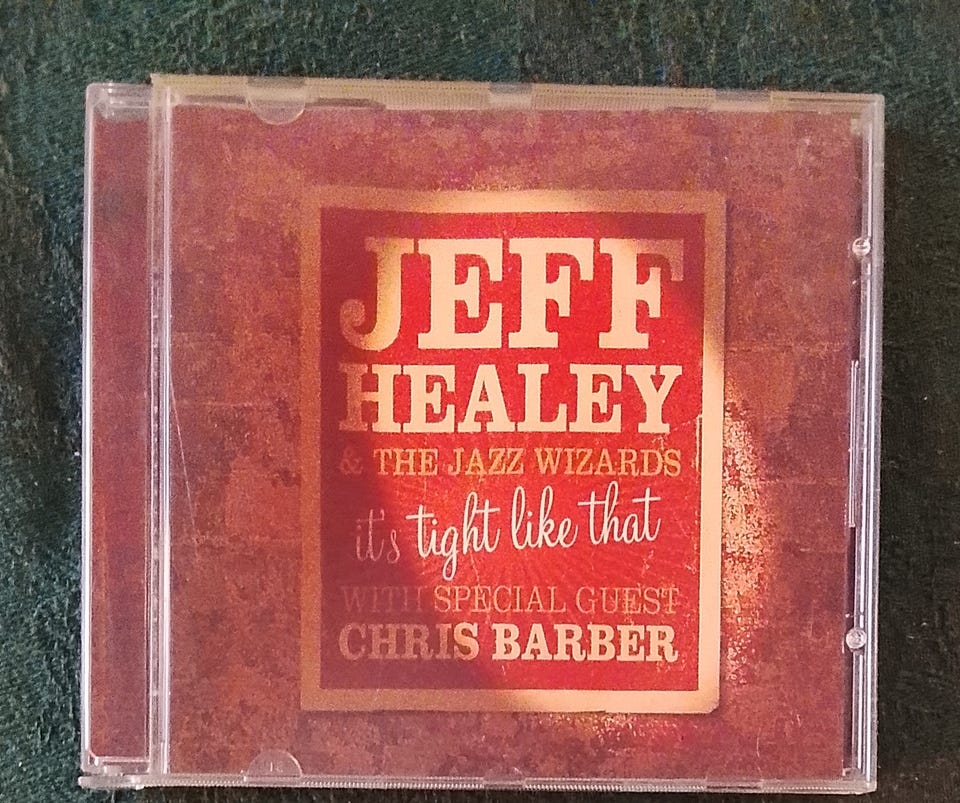 JEFF
HEALEY
& THE JAZZ WIZARDS
it's tight like that
WITH SPECIAL GUEST
CHRIS BARBER